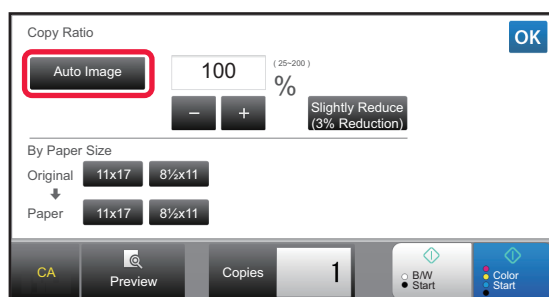 Copy Ratio
OK
Auto Image
100
(25~200)
%
− +
Slightly Reduce
(3% Reduction)
By Paper Size
Original 11x17 8½x11
Paper 11x17 8½x11
CA
Preview
Copies 1
B/W
Start
Color
Start